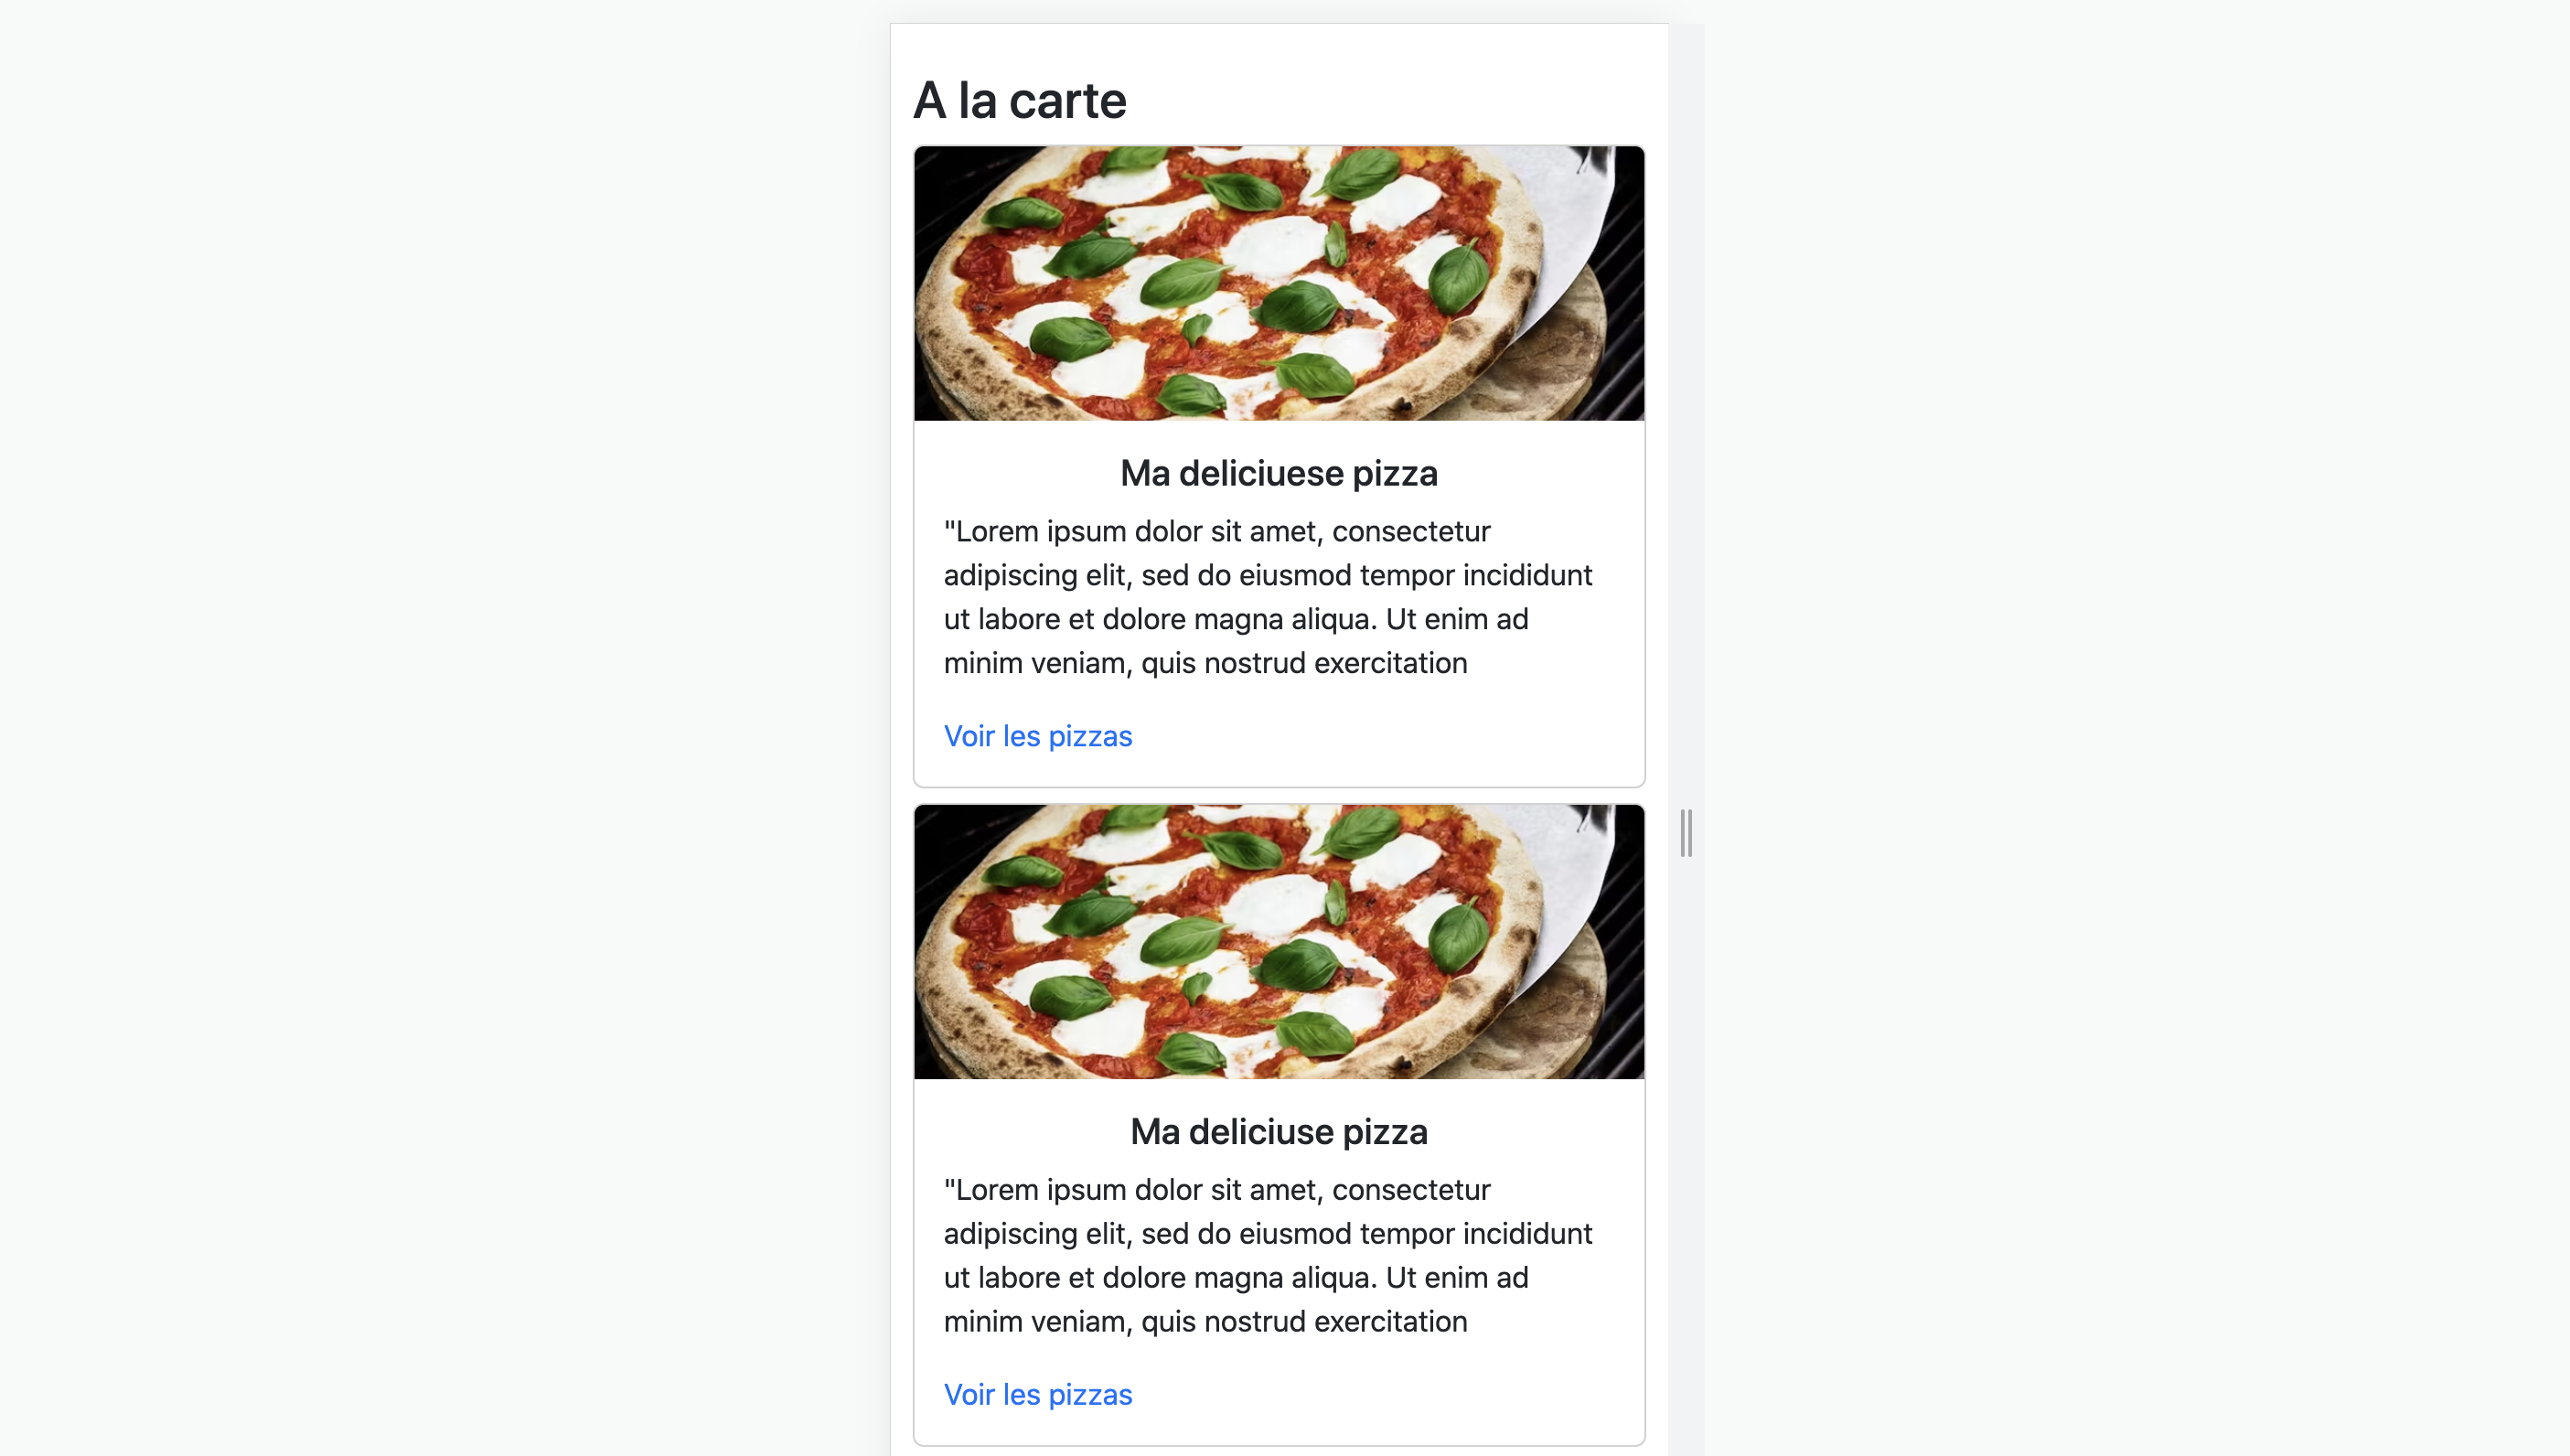 A la carte
Ma deliciuese pizza
"Lorem ipsum dolor sit amet, consectetur
adipiscing elit, sed do eiusmod tempor incididunt
ut labore et dolore magna aliqua. Ut enim ad
minim veniam, quis nostrud exercitation
Voir les pizzas
Ma deliciuse pizza
"Lorem ipsum dolor sit amet, consectetur
adipiscing elit, sed do eiusmod tempor incididunt
ut labore et dolore magna aliqua. Ut enim ad
minim veniam, quis nostrud exercitation
Voir les pizzas